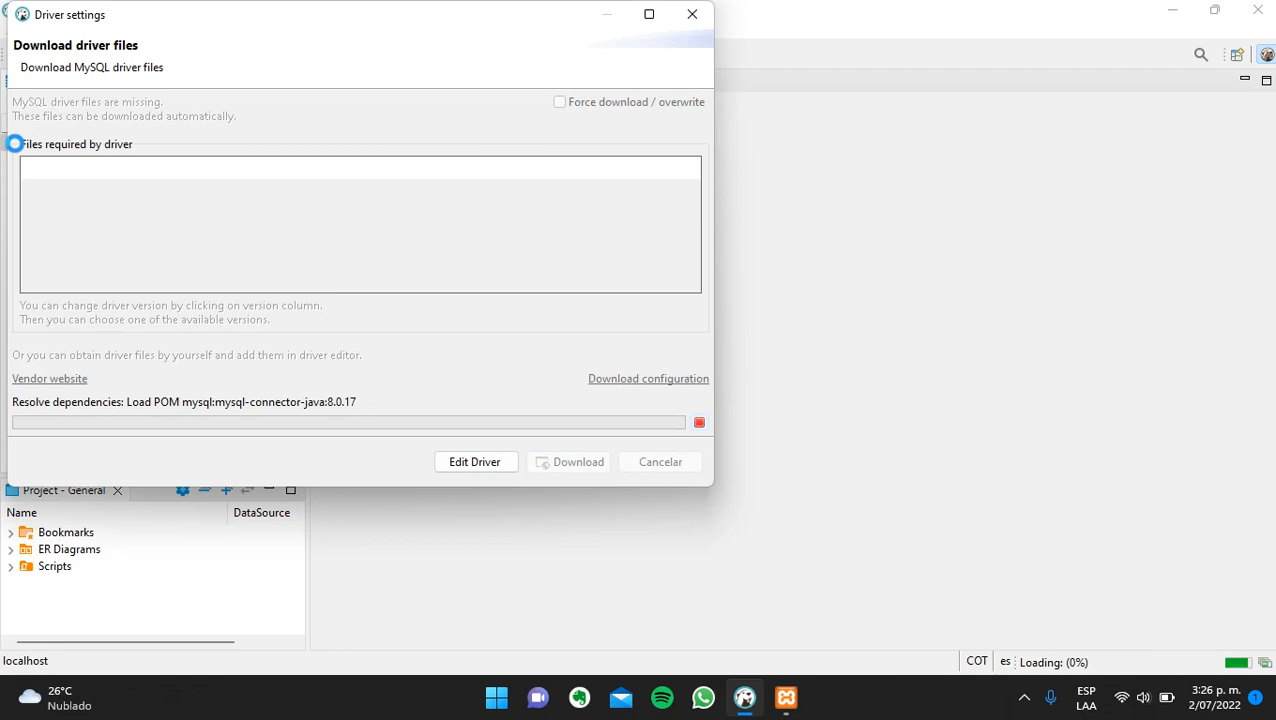 Driver settings
Download driver files
Download MySQL driver files
MySQL driver files are missing.
These files can be downloaded automatically.
Force download / overwrite
Files required by driver
You can change driver version by clicking on version column.
Then you can choose one of the available versions.
Or you can obtain driver files by yourself and add them in driver editor.
Vendor website
Download configuration
Resolve dependencies: Load POM mysql:mysql-connector-java:8.0.17
Edit Driver
Download
Cancelar
Project - General
Name
DataSource
Bookmarks
ER Diagrams
Scripts
localhost
COT
es
Loading: (0%)
26°C
Nublado
ESP
LAA
3:26 p. m.
2/07/2022
1